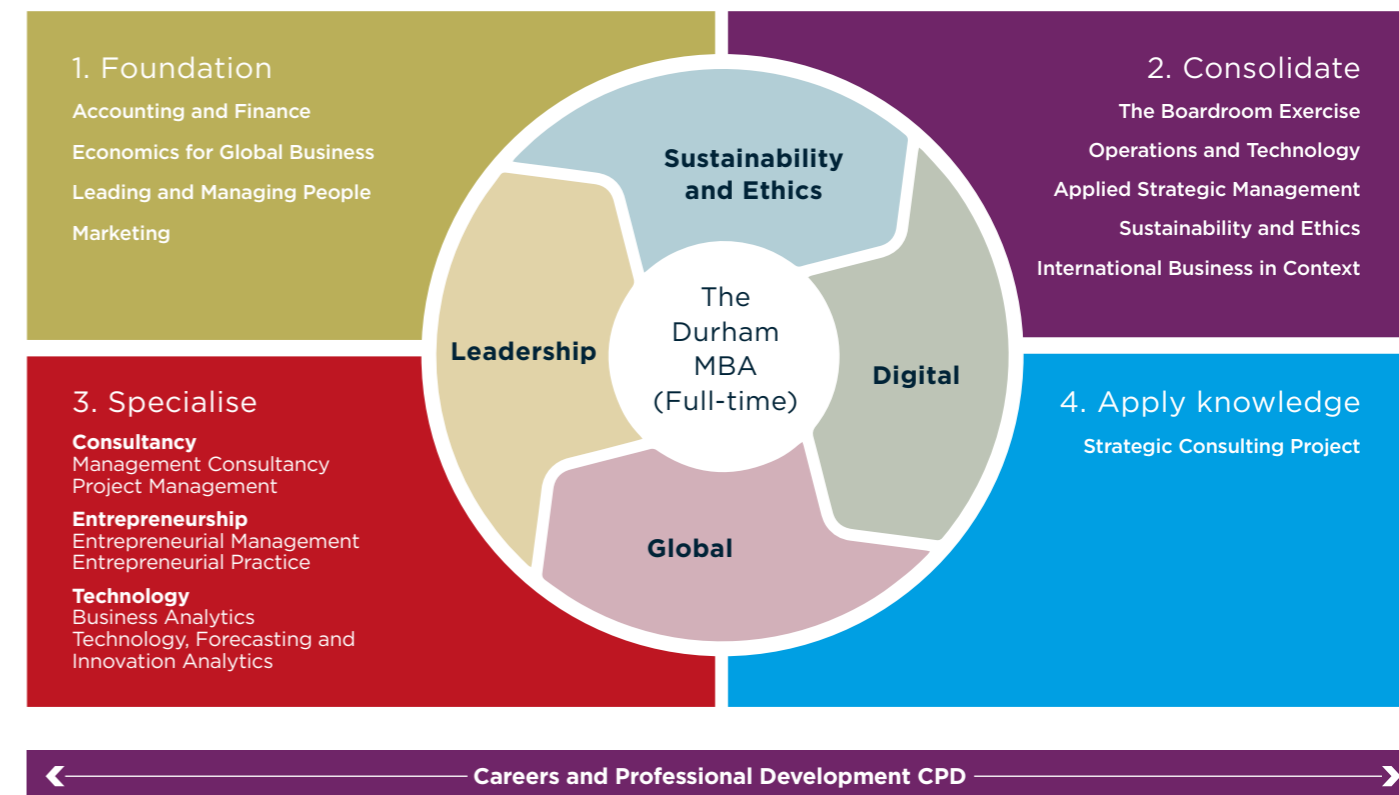 1. Foundation
Accounting and Finance
Economics for Global Business
Leading and Managing People
Marketing
2. Consolidate
The Boardroom Exercise
Operations and Technology
Applied Strategic Management
Sustainability and Ethics
International Business in Context
Sustainability
and Ethics
Leadership
The
Durham
MBA
(Full-time)
Digital
Global
3. Specialise
Consultancy
Management Consultancy
Project Management
Entrepreneurship
Entrepreneurial Management
Entrepreneurial Practice
Technology
Business Analytics
Technology, Forecasting and
Innovation Analytics
4. Apply knowledge
Strategic Consulting Project
Careers and Professional Development CPD